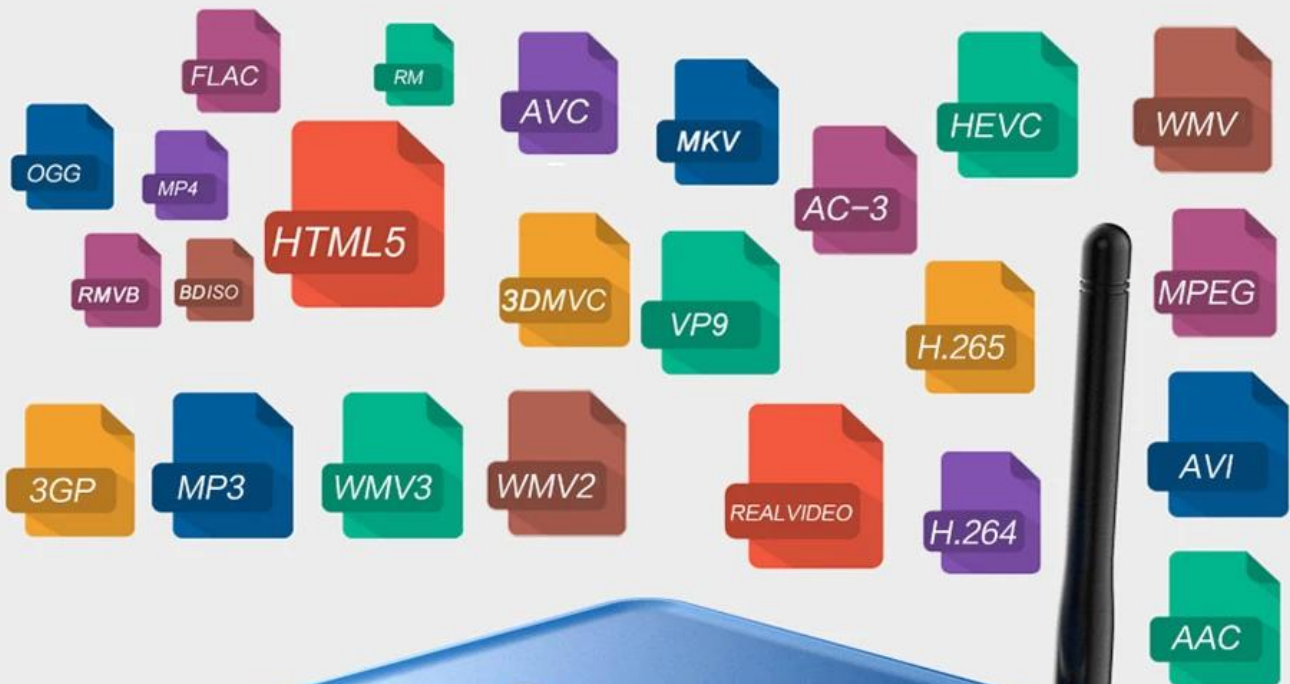 FLAC
RM
AVC
MKV
HEVC
WMV
OGG
MP4
HTML5
AC-3
RMVB
BDISO
3DMVC
VP9
H.265
MPEG
3GP
MP3
WMV3
WMV2
REALVIDEO
H.264
AVI
AAC